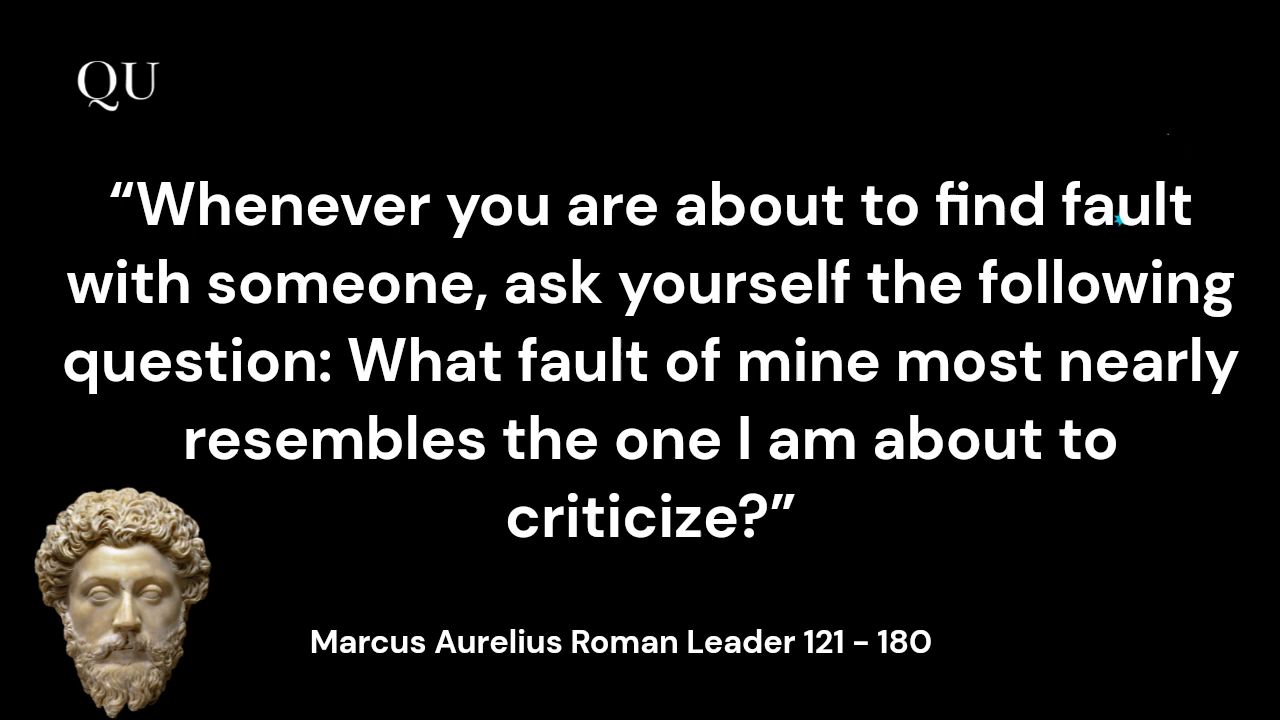 QU
“Whenever you are about to find fault
with someone, ask yourself the following
question: What fault of mine most nearly
resembles the one I am about to
criticize?”
Marcus Aurelius Roman Leader 121 – 180